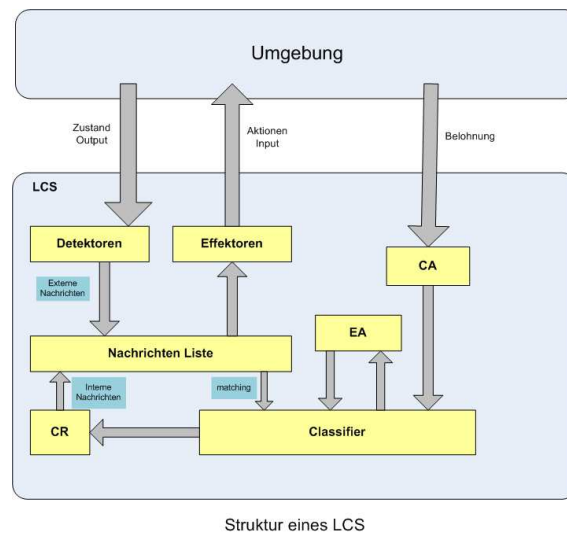 Umgebung
Zustand
Output
Aktionen
Input
Belohnung
LCS
Detektoren
Effektoren
CA
Externe
Nachrichten
EA
Nachrichten Liste
Interne
Nachrichten
matching
CR
Classifier
Struktur eines LCS